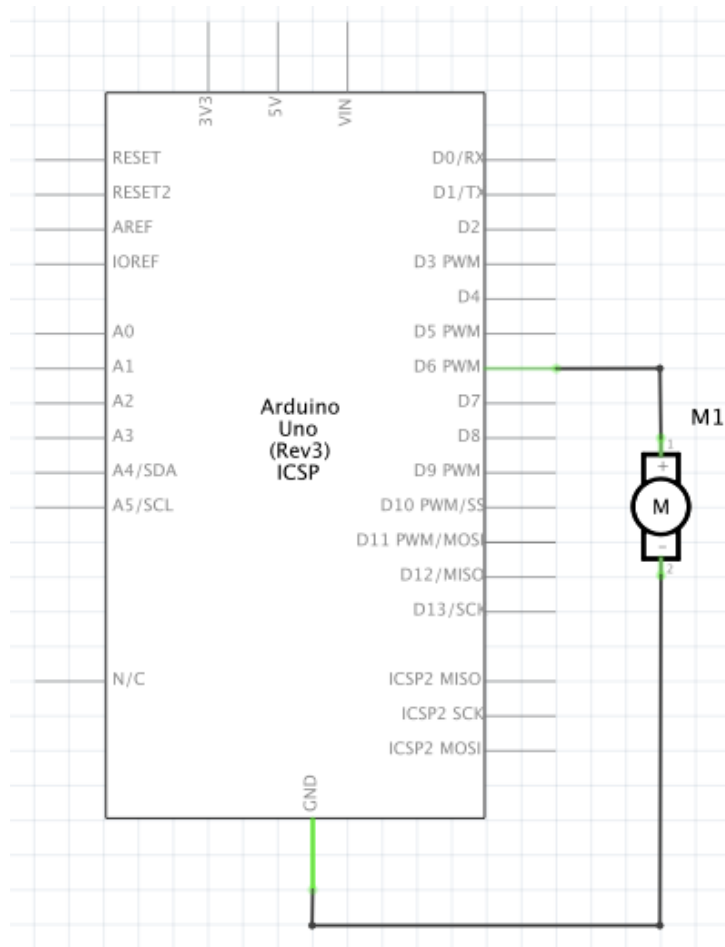 3V3
5V
VIN
RESET
RESET2
AREF
IOREF
A0
A1
A2
A3
A4/SDA
A5/SCL
N/C
Arduino
Uno
(Rev3)
ICSP
D0/RX
D1/TX
D2
D3 PWM
D4
D5 PWM
D6 PWM
D7
D8
D9 PWM
D10 PWM/SS
D11 PWM/MOSI
D12/MISO
D13/SCK
ICSP2 MISO
ICSP2 SCK
ICSP2 MOSI
GND
M1
1
+
M
-
2